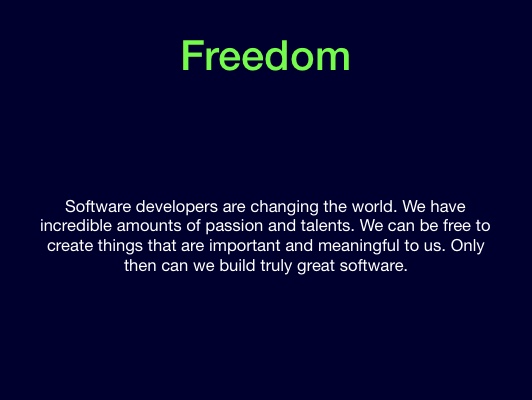 Freedom
Software developers are changing the world. We have
incredible amounts of passion and talents. We can be free to
create things that are important and meaningful to us. Only
then can we build truly great software.